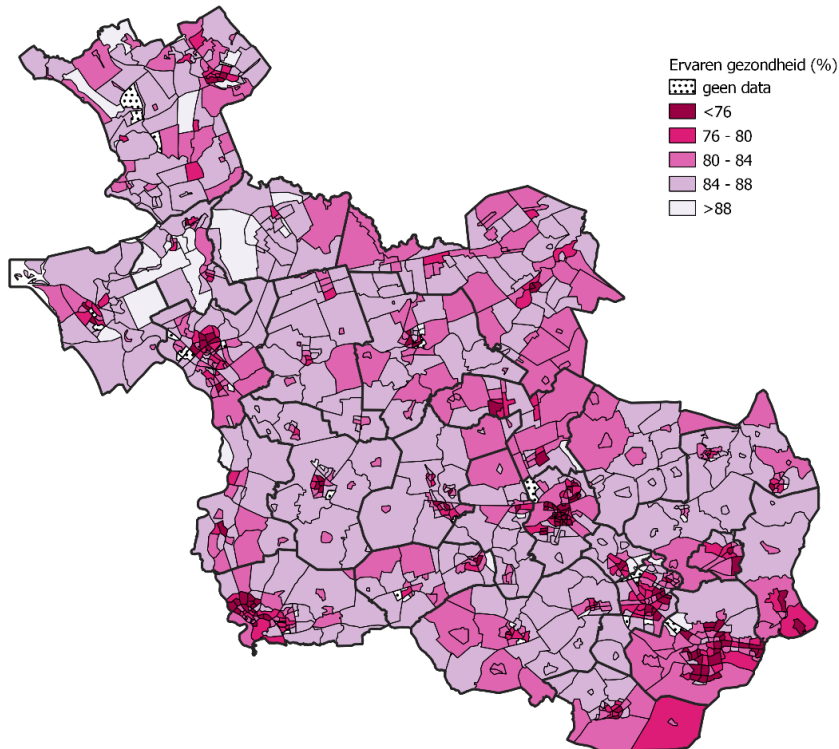 Ervaren gezondheid (%)
geen data
<76
76 - 80
80 - 84
84 - 88
>88